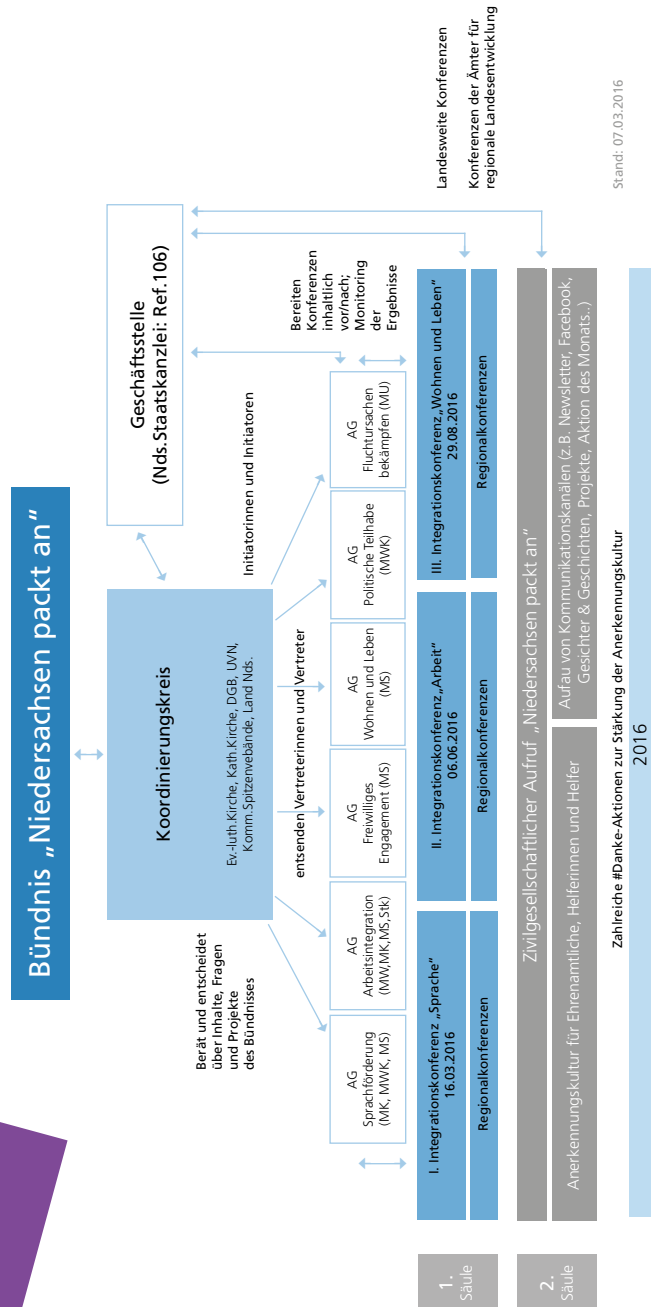 Bündnis „Niedersachsen packt an“
Koordinierungskreis
Ev.-luth.Kirche, Kath.Kirche, DGB, UVN,
Komm.Spitzenvebände, Land Nds.
Geschäftsstelle
(Nds.Staatskanzlei: Ref.106)
Berät und entscheidet
über Inhalte, Fragen
und Projekte
des Bündnisses
entsenden Vertreterinnen und Vertreter
Initiatorinnen und Initiatoren
AG
Sprachförderung
(MK, MWK, MS)
AG
Arbeitsintegration
(MW,MK,MS,Stk)
AG
Freiwilliges
Engagement (MS)
AG
Wohnen und Leben
(MS)
AG
Politische Teilhabe
(MWK)
AG
Fluchtursachen
bekämpfen (MU)
Bereiten
Konferenzen
inhaltlich
vor/nach;
Monitoring
der
Ergebnisse
1.
Säule
I. Integrationskonferenz „Sprache“
16.03.2016
II. Integrationskonferenz„Arbeit“
06.06.2016
III. Integrationskonferenz„Wohnen und Leben“
29.08.2016
Landesweite Konferenzen
Regionalkonferenzen
Regionalkonferenzen
Regionalkonferenzen
Konferenzen der Ämter für
regionale Landesentwicklung
2.
Säule
Zivilgesellschaftlicher Aufruf „Niedersachsen packt an“
Anerkennungskultur für Ehrenamtliche, Helferinnen und Helfer
Aufau von Kommunikationskanälen (z.B. Newsletter, Facebook,
Gesichter & Geschichten, Projekte, Aktion des Monats..)
Zahlreiche #Danke-Aktionen zur Stärkung der Anerkennungskultur
2016
Stand: 07.03.2016